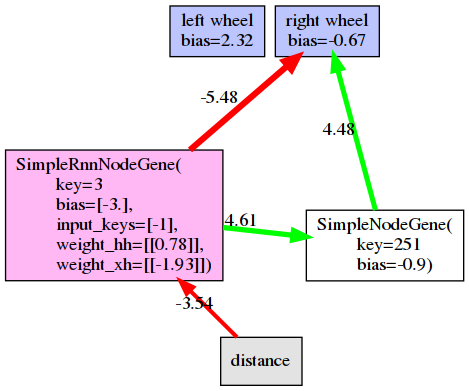 left wheel
bias=2.32
right wheel
bias=-0.67
-5.48
4.48
SimpleRnnNodeGene(
key=3
bias=[-3.],
input_keys=[-1],
weight_hh=[[0.78]],
weight_xh=[[-1.93]])
4.61
SimpleNodeGene(
key=251
bias=-0.9)
-3.54
distance